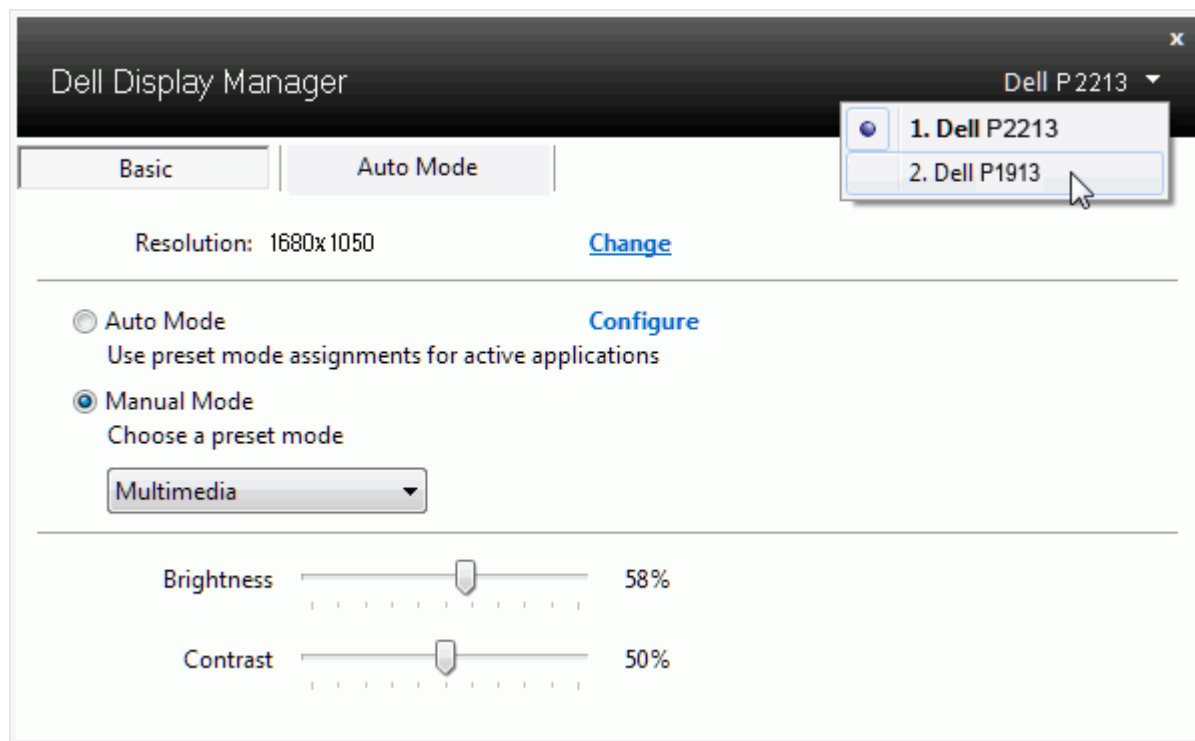 x
Dell Display Manager
Dell P2213
1. Dell P2213
2. Dell P1913
Basic
Auto Mode
Resolution: 1680x1050
Change
Auto Mode
Configure
Use preset mode assignments for active applications
Manual Mode
Choose a preset mode
Multimedia
Brightness
58%
Contrast
50%